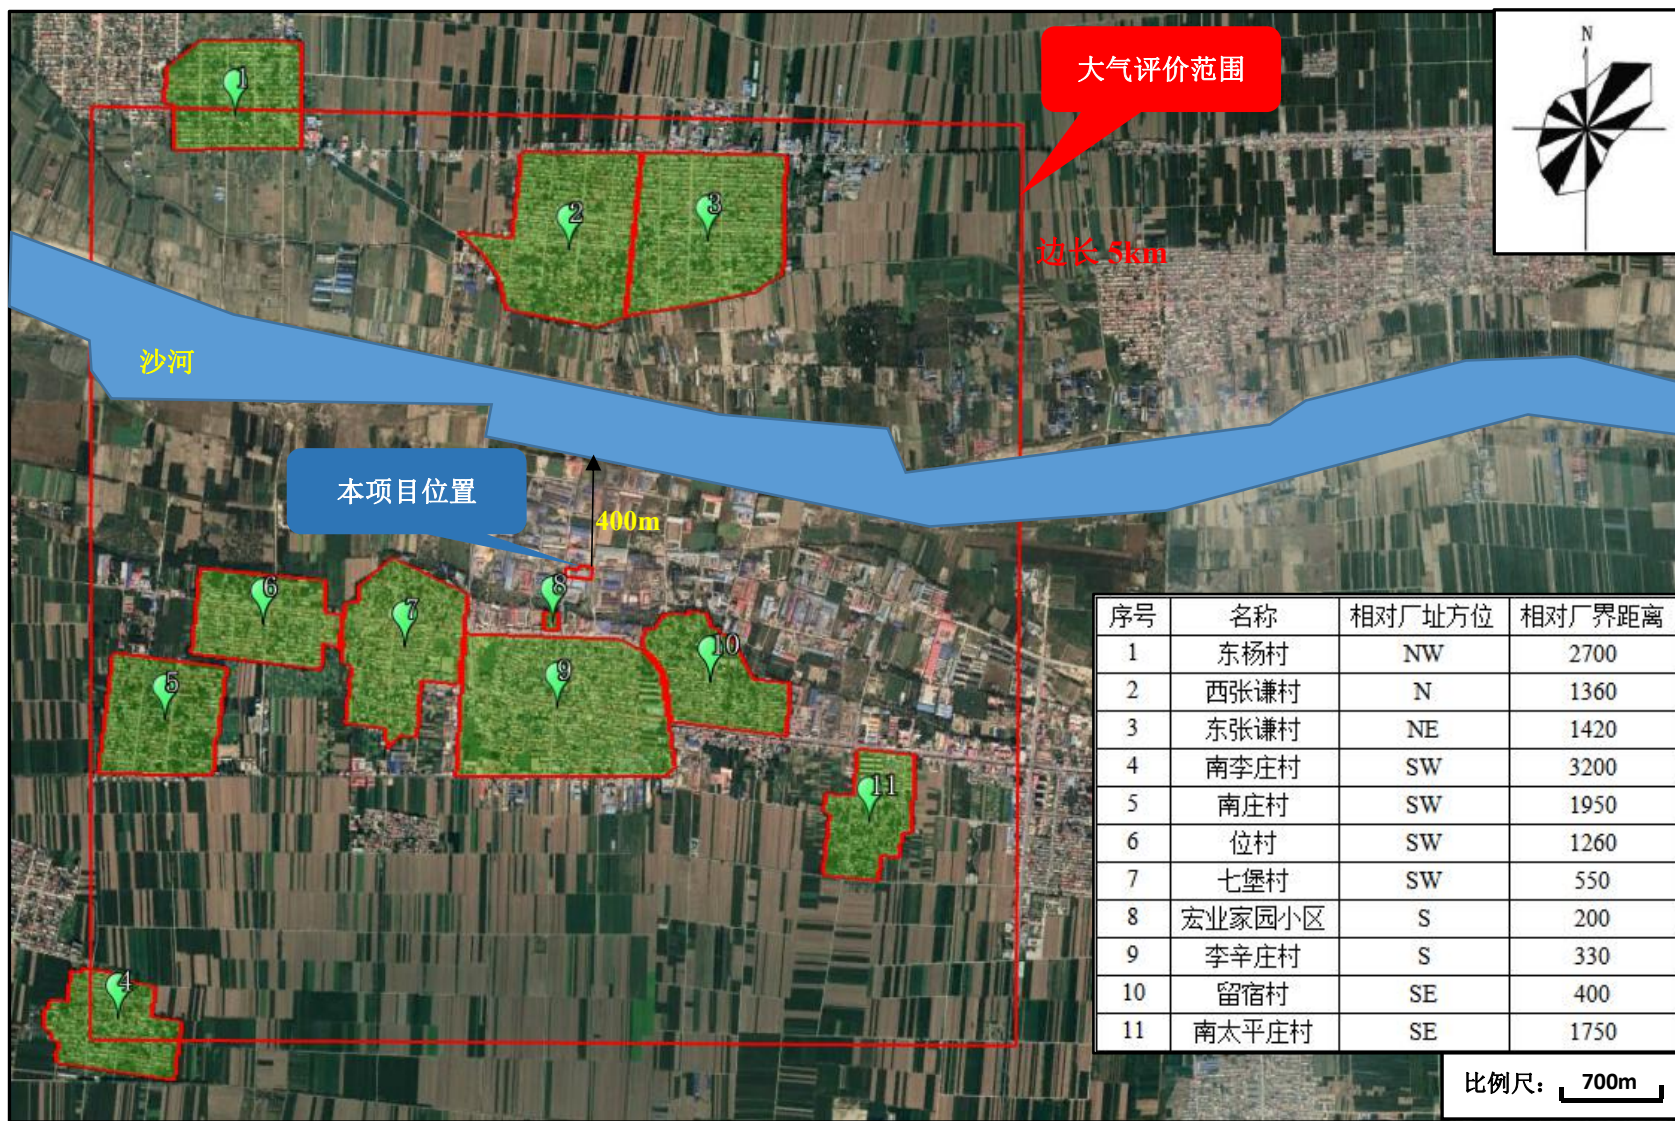 大气评价范围
N
边长 5km
1
2
3
沙河
本项目位置
400m
6
7
8
5
9
10
11
4
序号 名称 相对厂址方位 相对厂界距离
1 东杨村 NW 2700
2 西张谦村 N 1360
3 东张谦村 NE 1420
4 南李庄村 SW 3200
5 南庄村 SW 1950
6 位村 SW 1260
7 七堡村 SW 550
8 宏业家园小区 S 200
9 李辛庄村 S 330
10 留宿村 SE 400
11 南太平庄村 SE 1750
比例尺： 700m